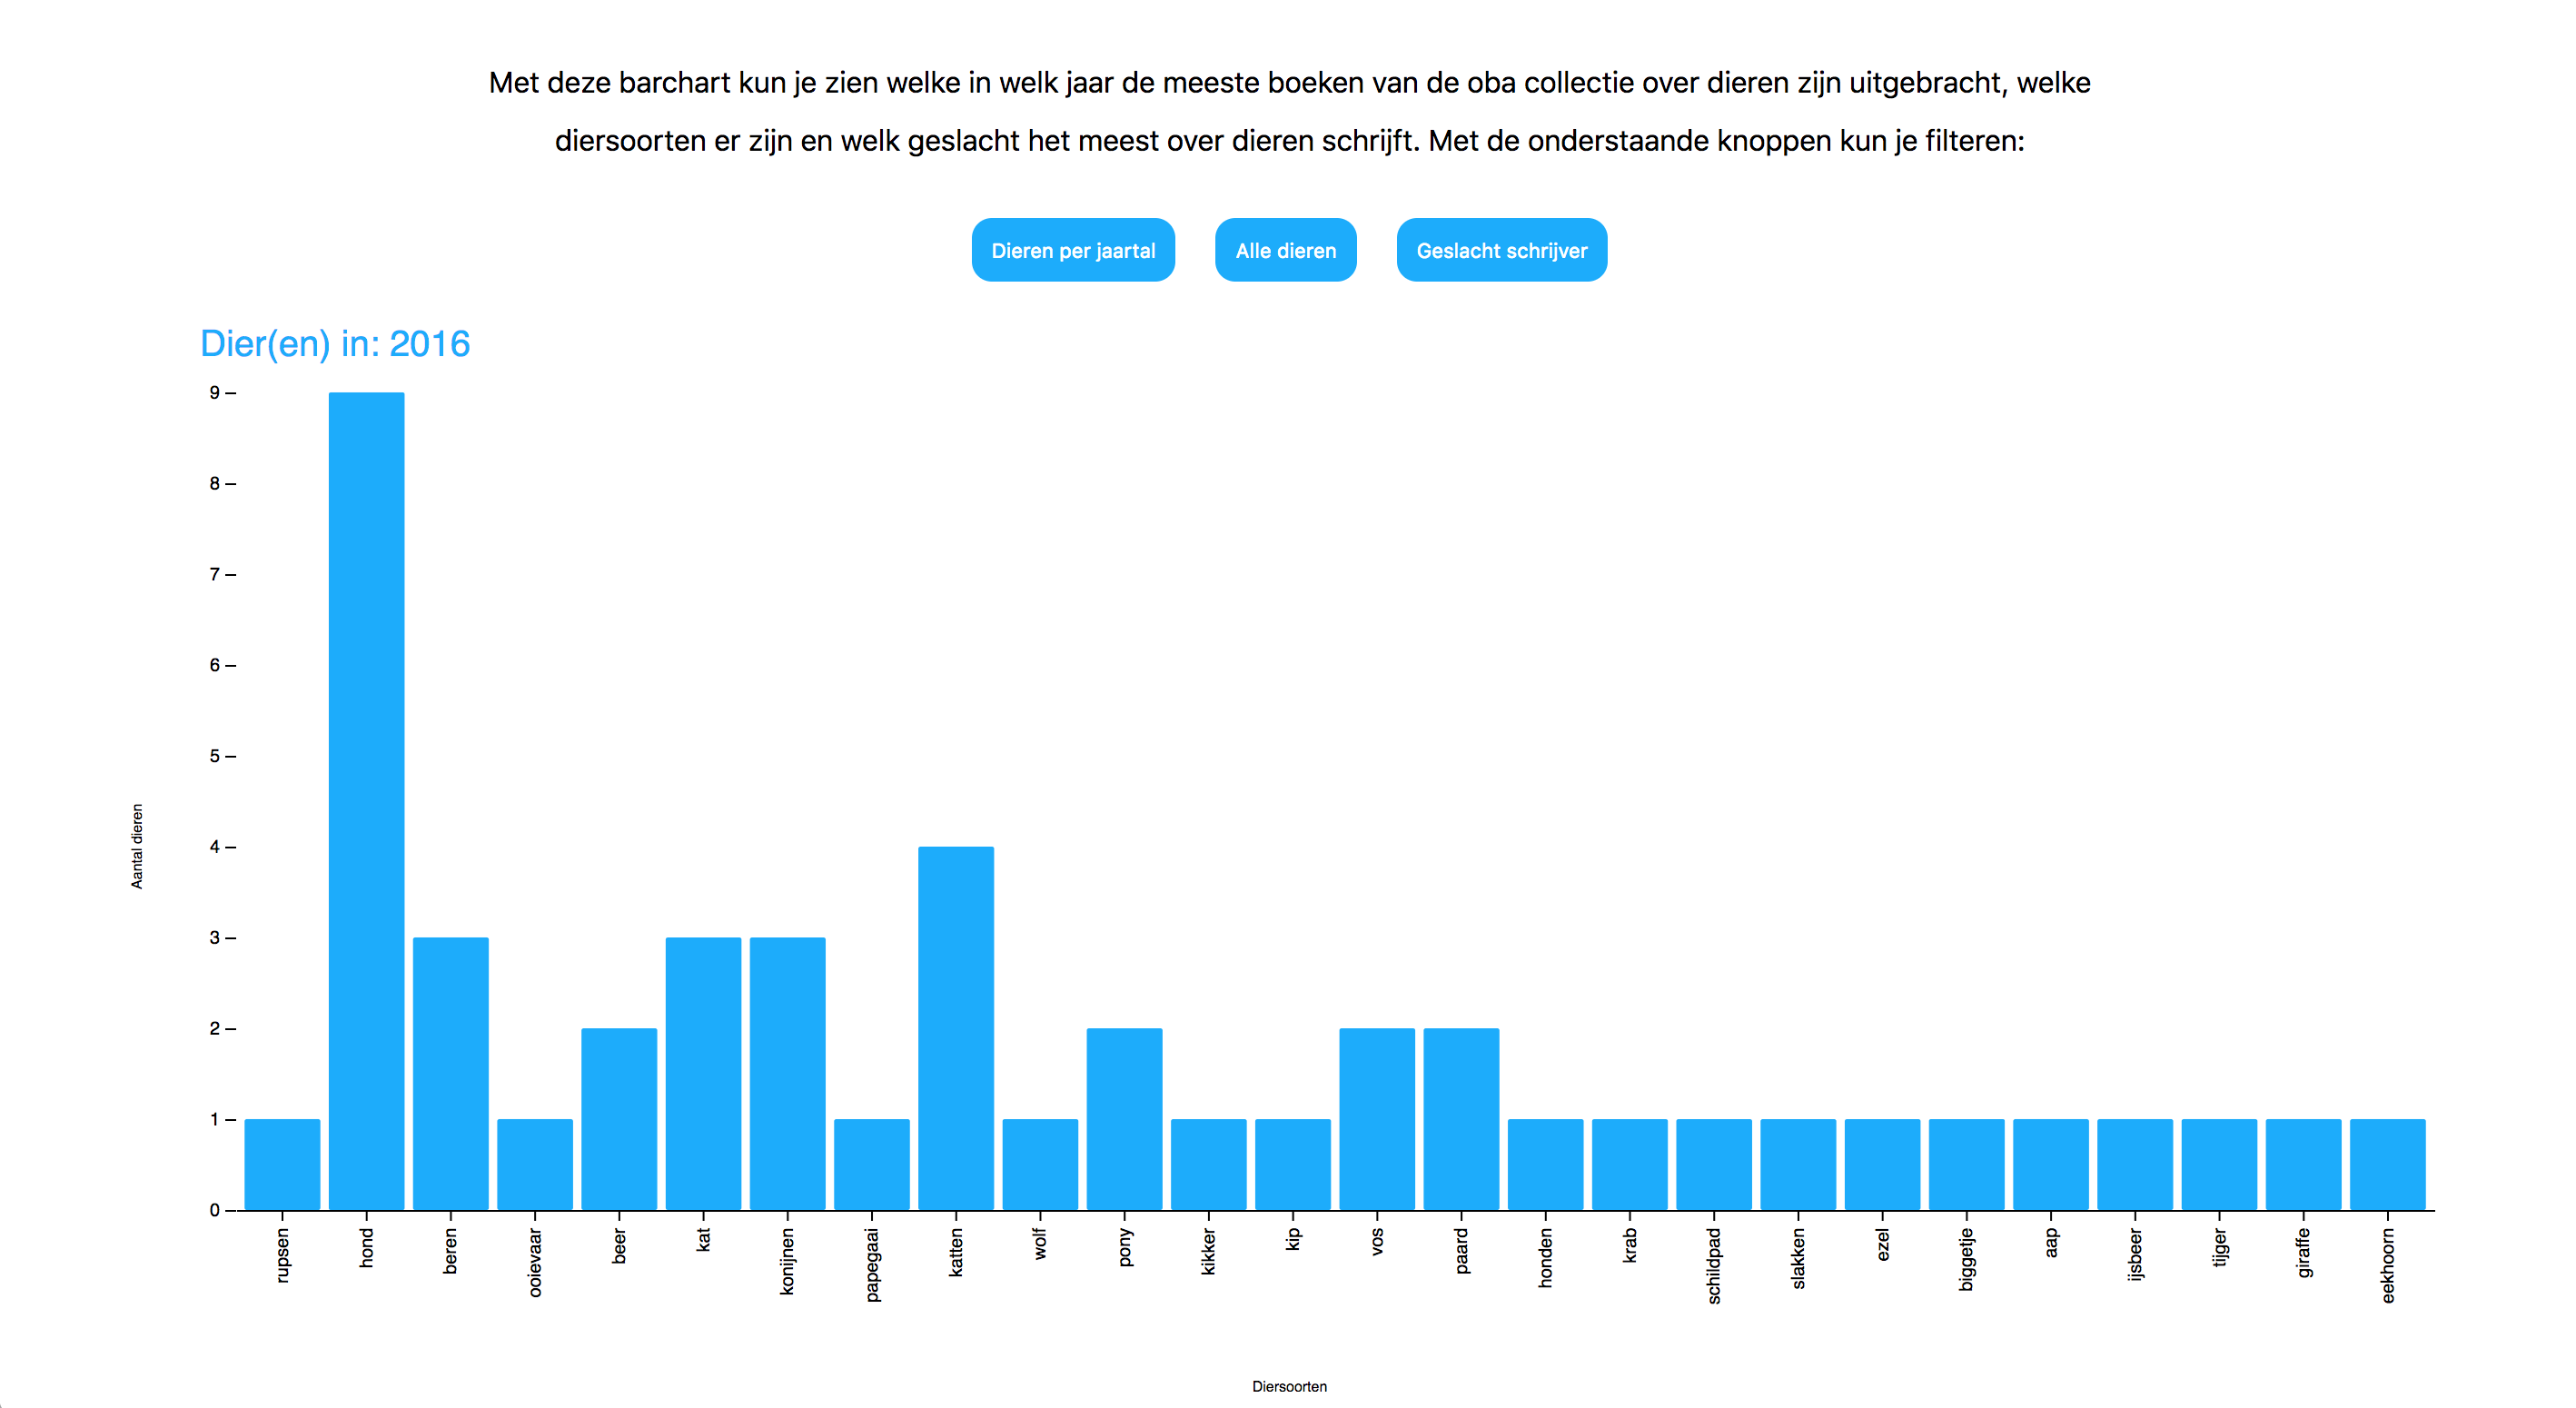 Met deze barchart kun je zien welke in welk jaar de meeste boeken van de oba collectie over dieren zijn uitgebracht, welke
diersoorten er zijn en welk geslacht het meest over dieren schrijft. Met de onderstaande knoppen kun je filteren:
Dieren per jaartal
Alle dieren
Geslacht schrijver
Dier(en) in: 2016
9
8
7
6
5
4
3
2
1
0
Aantal dieren
rupsen
hond
beren
ooievaar
beer
kat
konijnen
papegaai
katten
wolf
pony
kikker
kip
vos
paard
honden
krab
schildpad
slakken
ezel
biggetje
aap
ijsbeer
tijger
giraffe
eekhoorn
Diersoorten